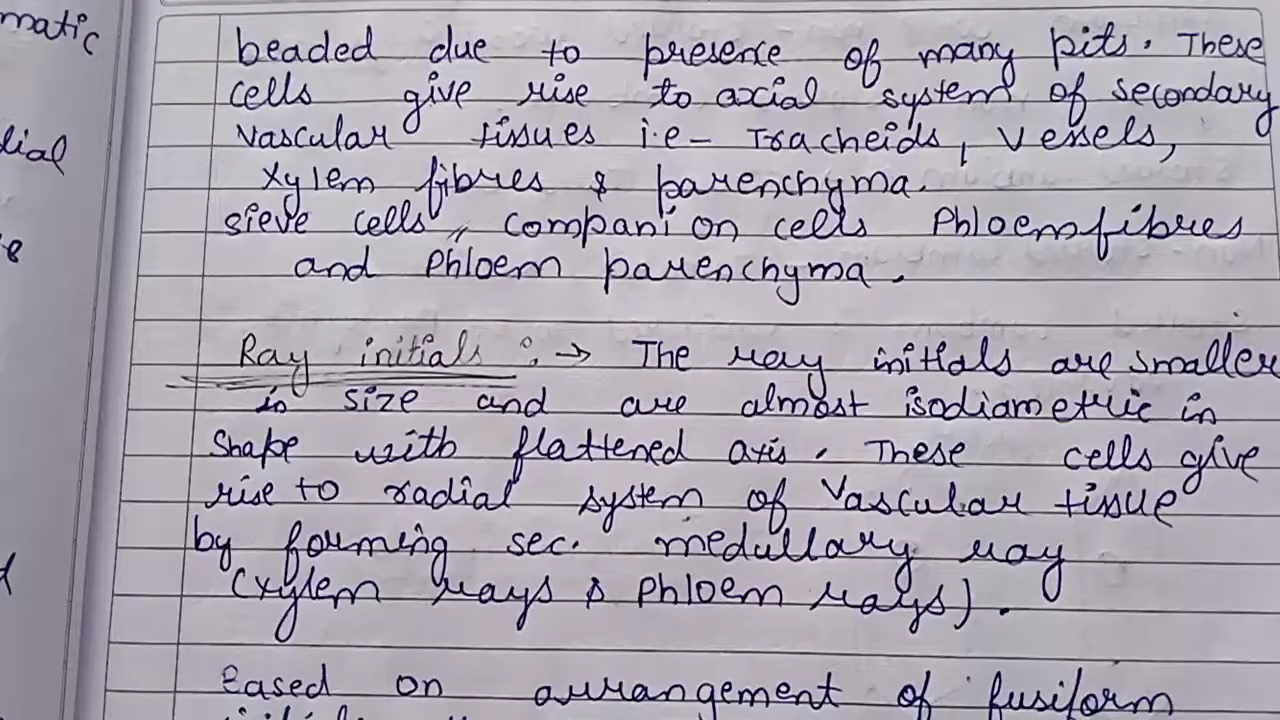 matic
beaded due to presence of many pits. These
cells give rise to axial system of secondary
dial
vascular tissues i.e- Tracheids, vessels,
xylem fibres & parenchyma.
sieve cells,, companion cells Phloem fibres
and Phloem parenchyma.
Ray initials :→ The ray initials are smaller
in size and are almost isodiametric in
shape with flattened axis. These cells give
rise to radial system of vascular tissue
by forming sec. medullary ray
(xylem rays & Phloem rays).
eased on arrangement of fusiform